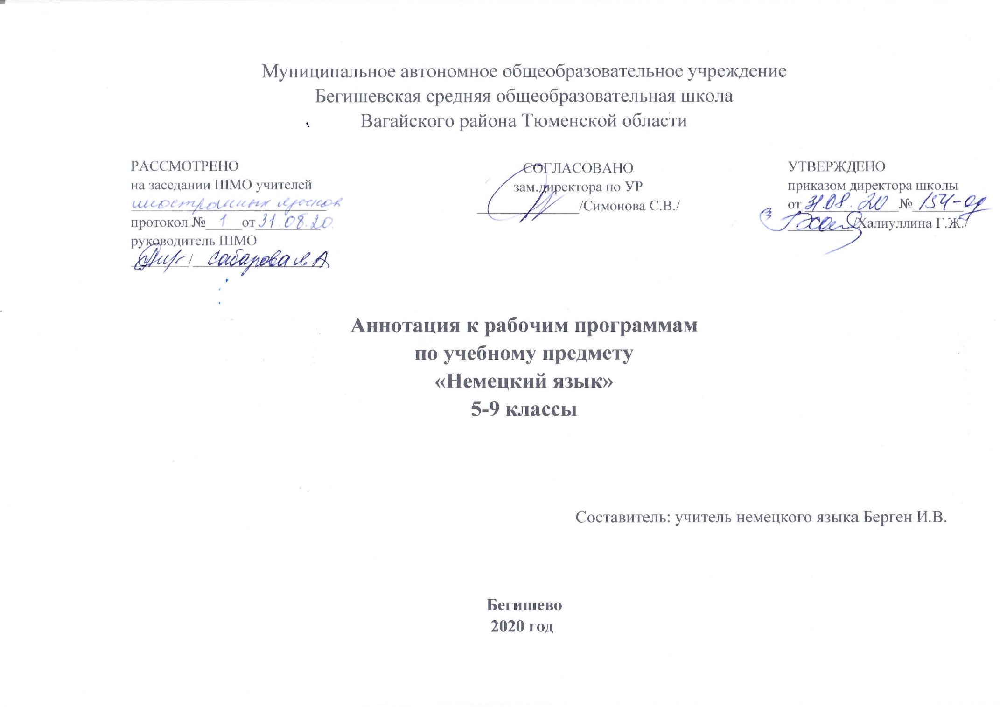 Муниципальное автономное общеобразовательное учреждение
Бегишевская средняя общеобразовательная школа
Вагайского района Тюменской области
РАССМОТРЕНО
на заседании ШМО учителей
иностранных языков
протокол № 1 от 31.08.20
руководитель ШМО
/ Сабарова Л А
СОГЛАСОВАНО
зам.директора по УР
/Симонова С.В./
УТВЕРЖДЕНО
приказом директора школы
от 31.08.20 № 154-од
/Халиуллина Г.Ж./
Аннотация к рабочим программам
по учебному предмету
«Немецкий язык»
5-9 классы
Составитель: учитель немецкого языка Берген И.В.
Бегишево
2020 год